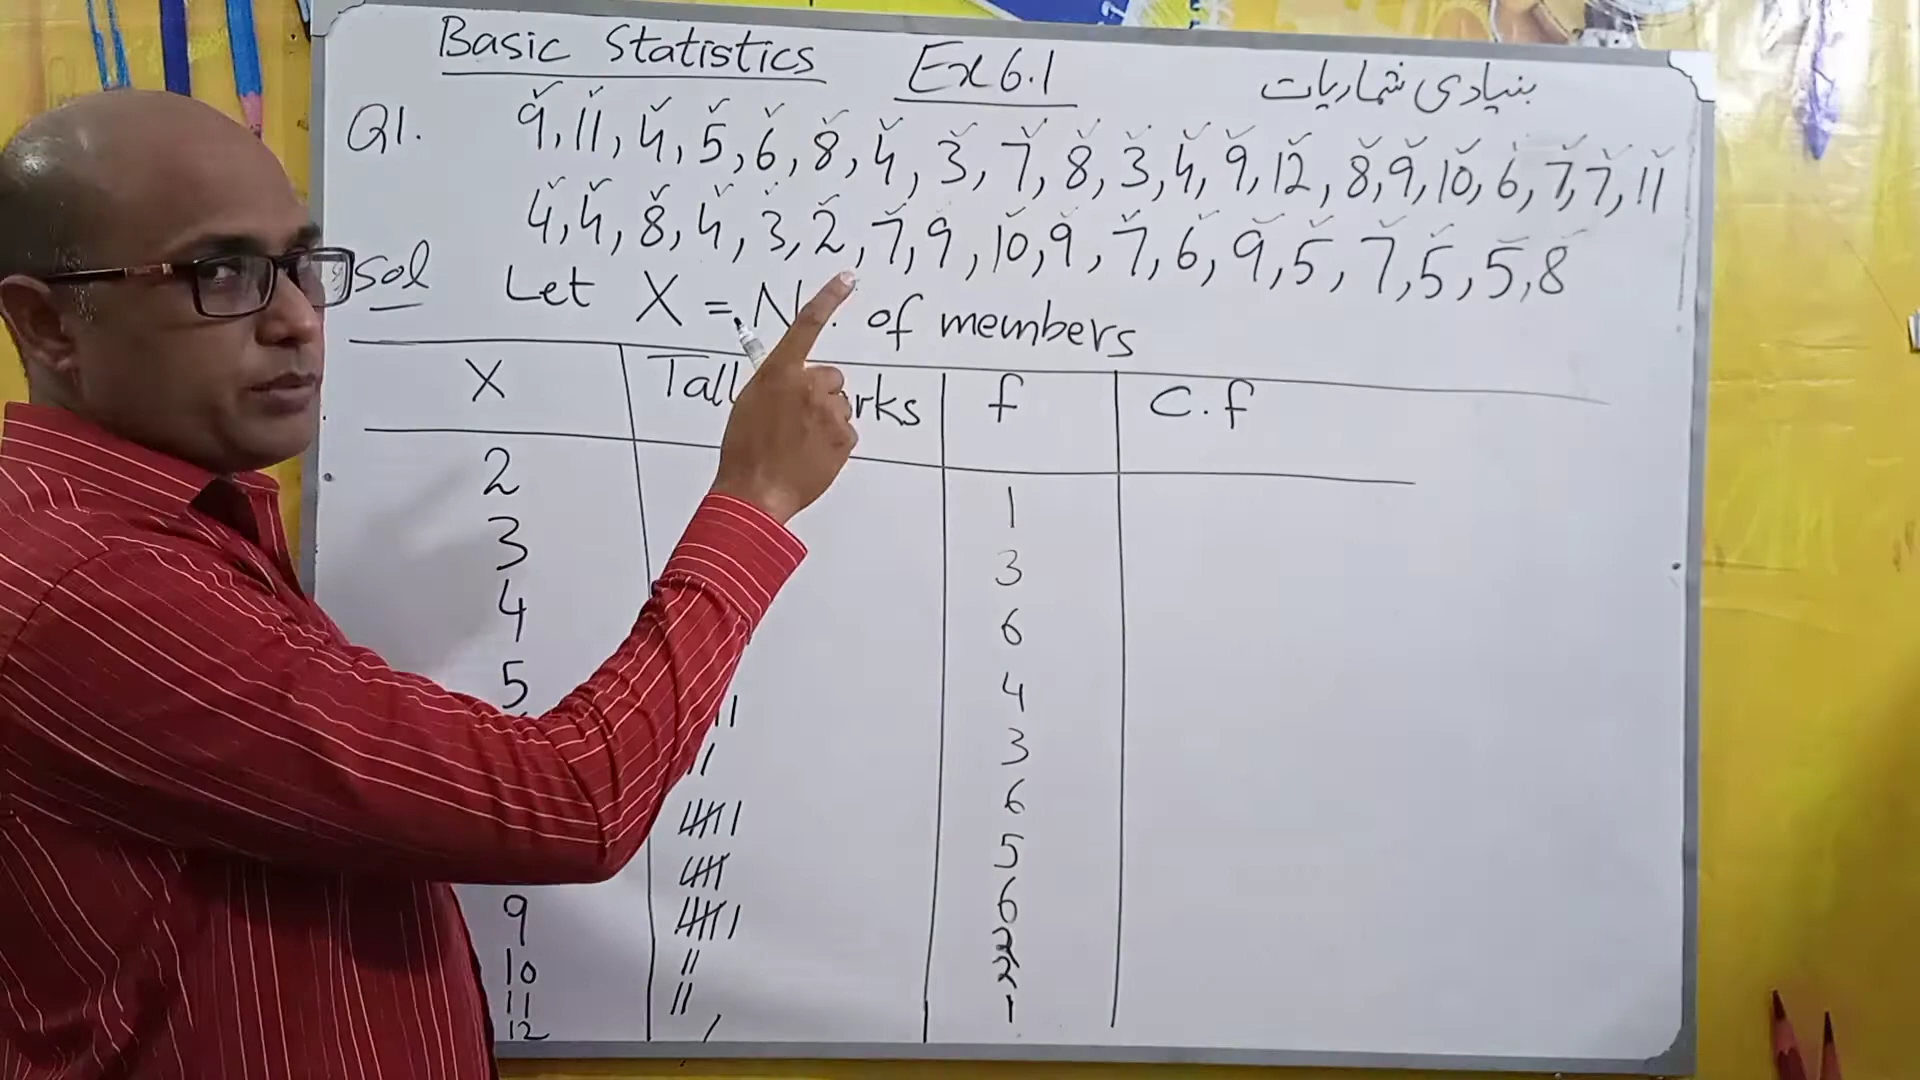 Basic Statistics Ex 6.1 بنیادی شماریات
Q1. 9, 11, 4, 5, 6, 8, 4, 3, 7, 8, 3, 4, 9, 12, 8, 9, 10, 6, 7, 7, 11
4, 4, 8, 4, 3, 2, 7, 9, 10, 9, 7, 6, 9, 5, 7, 5, 5, 8
Sol Let X = of members
X f C.f
2 1
3 3
4 6
5 4
3
6
5
9 6
10 2
11 2
12 1